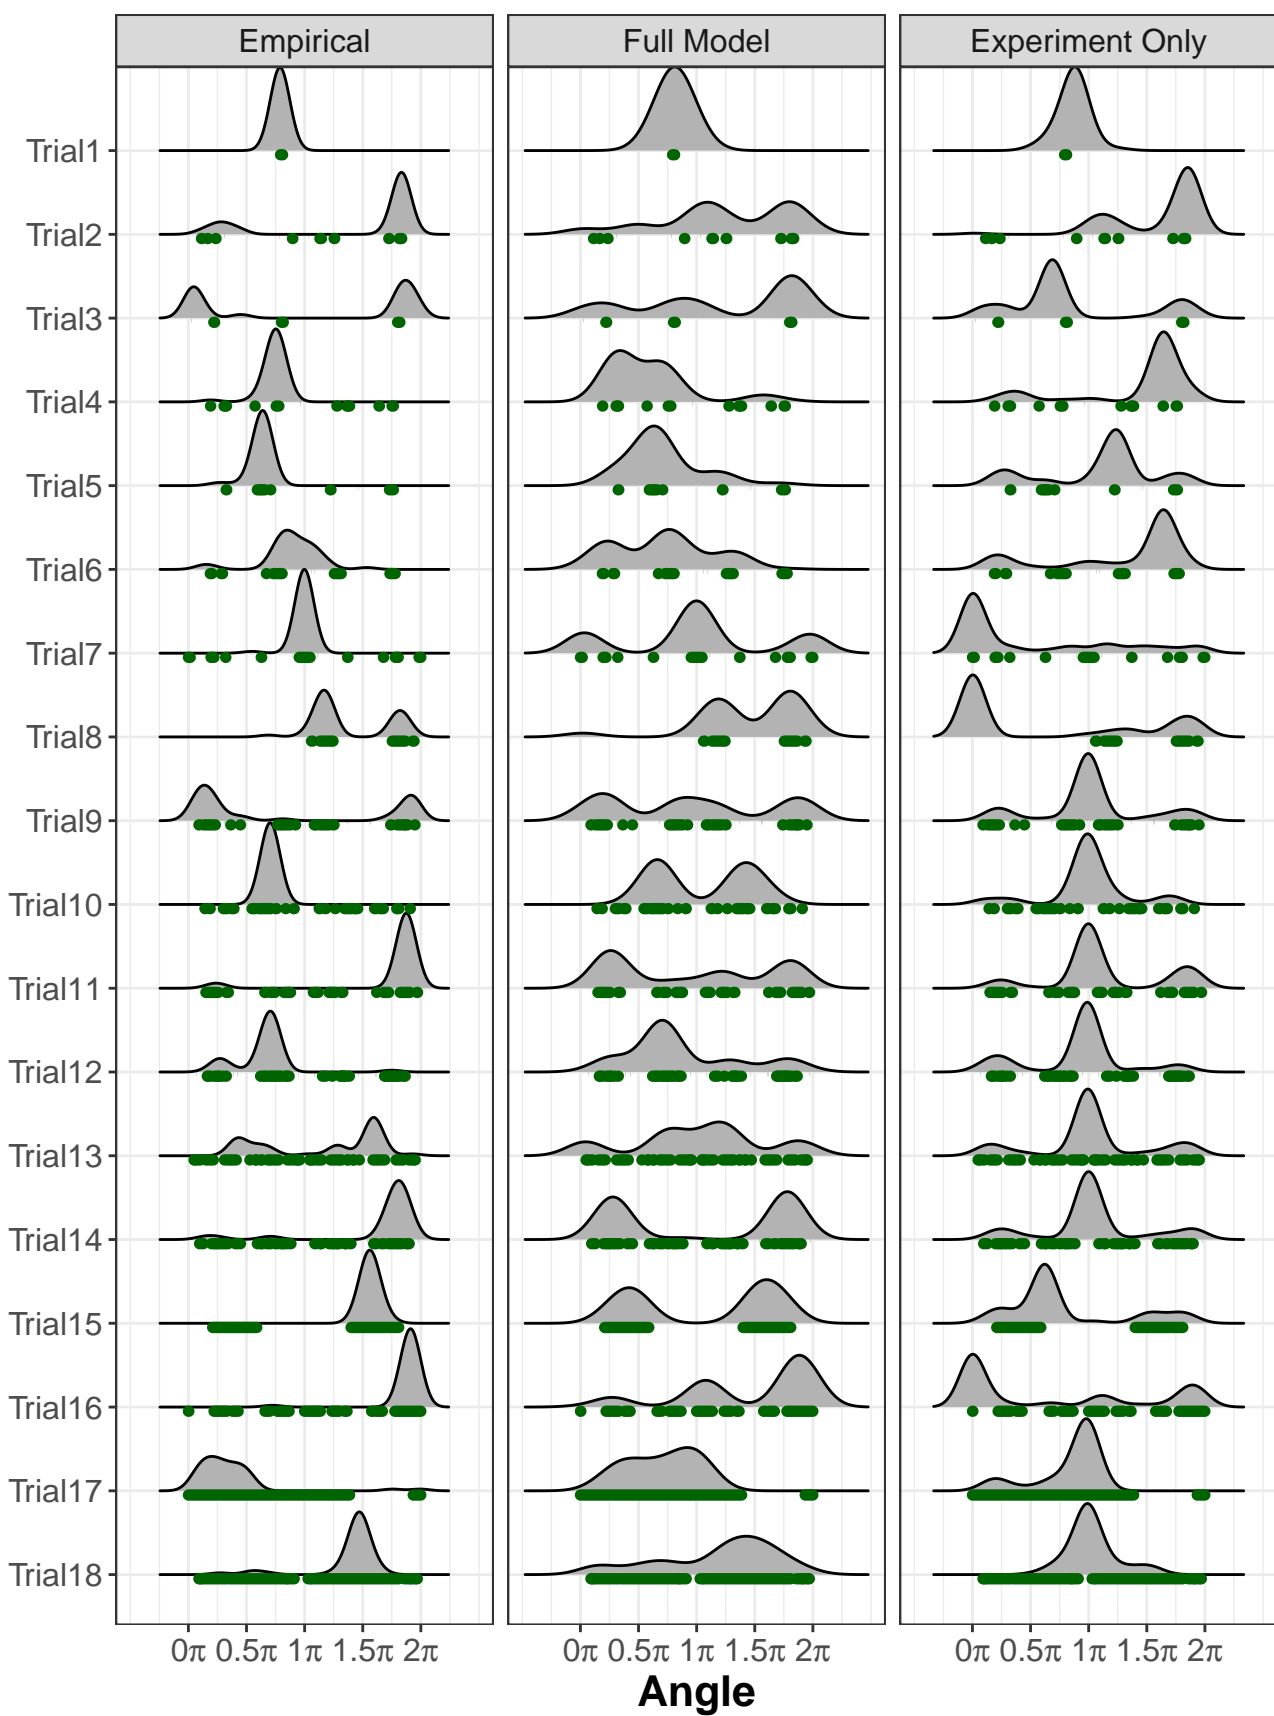 Empirical Full Model Experiment Only
Trial1
Trial2
Trial3
Trial4
Trial5
Trial6
Trial7
Trial8
Trial9
Trial10
Trial11
Trial12
Trial13
Trial14
Trial15
Trial16
Trial17
Trial18
0π 0.5π 1π 1.5π 2π 0π 0.5π 1π 1.5π 2π 0π 0.5π 1π 1.5π 2π
Angle